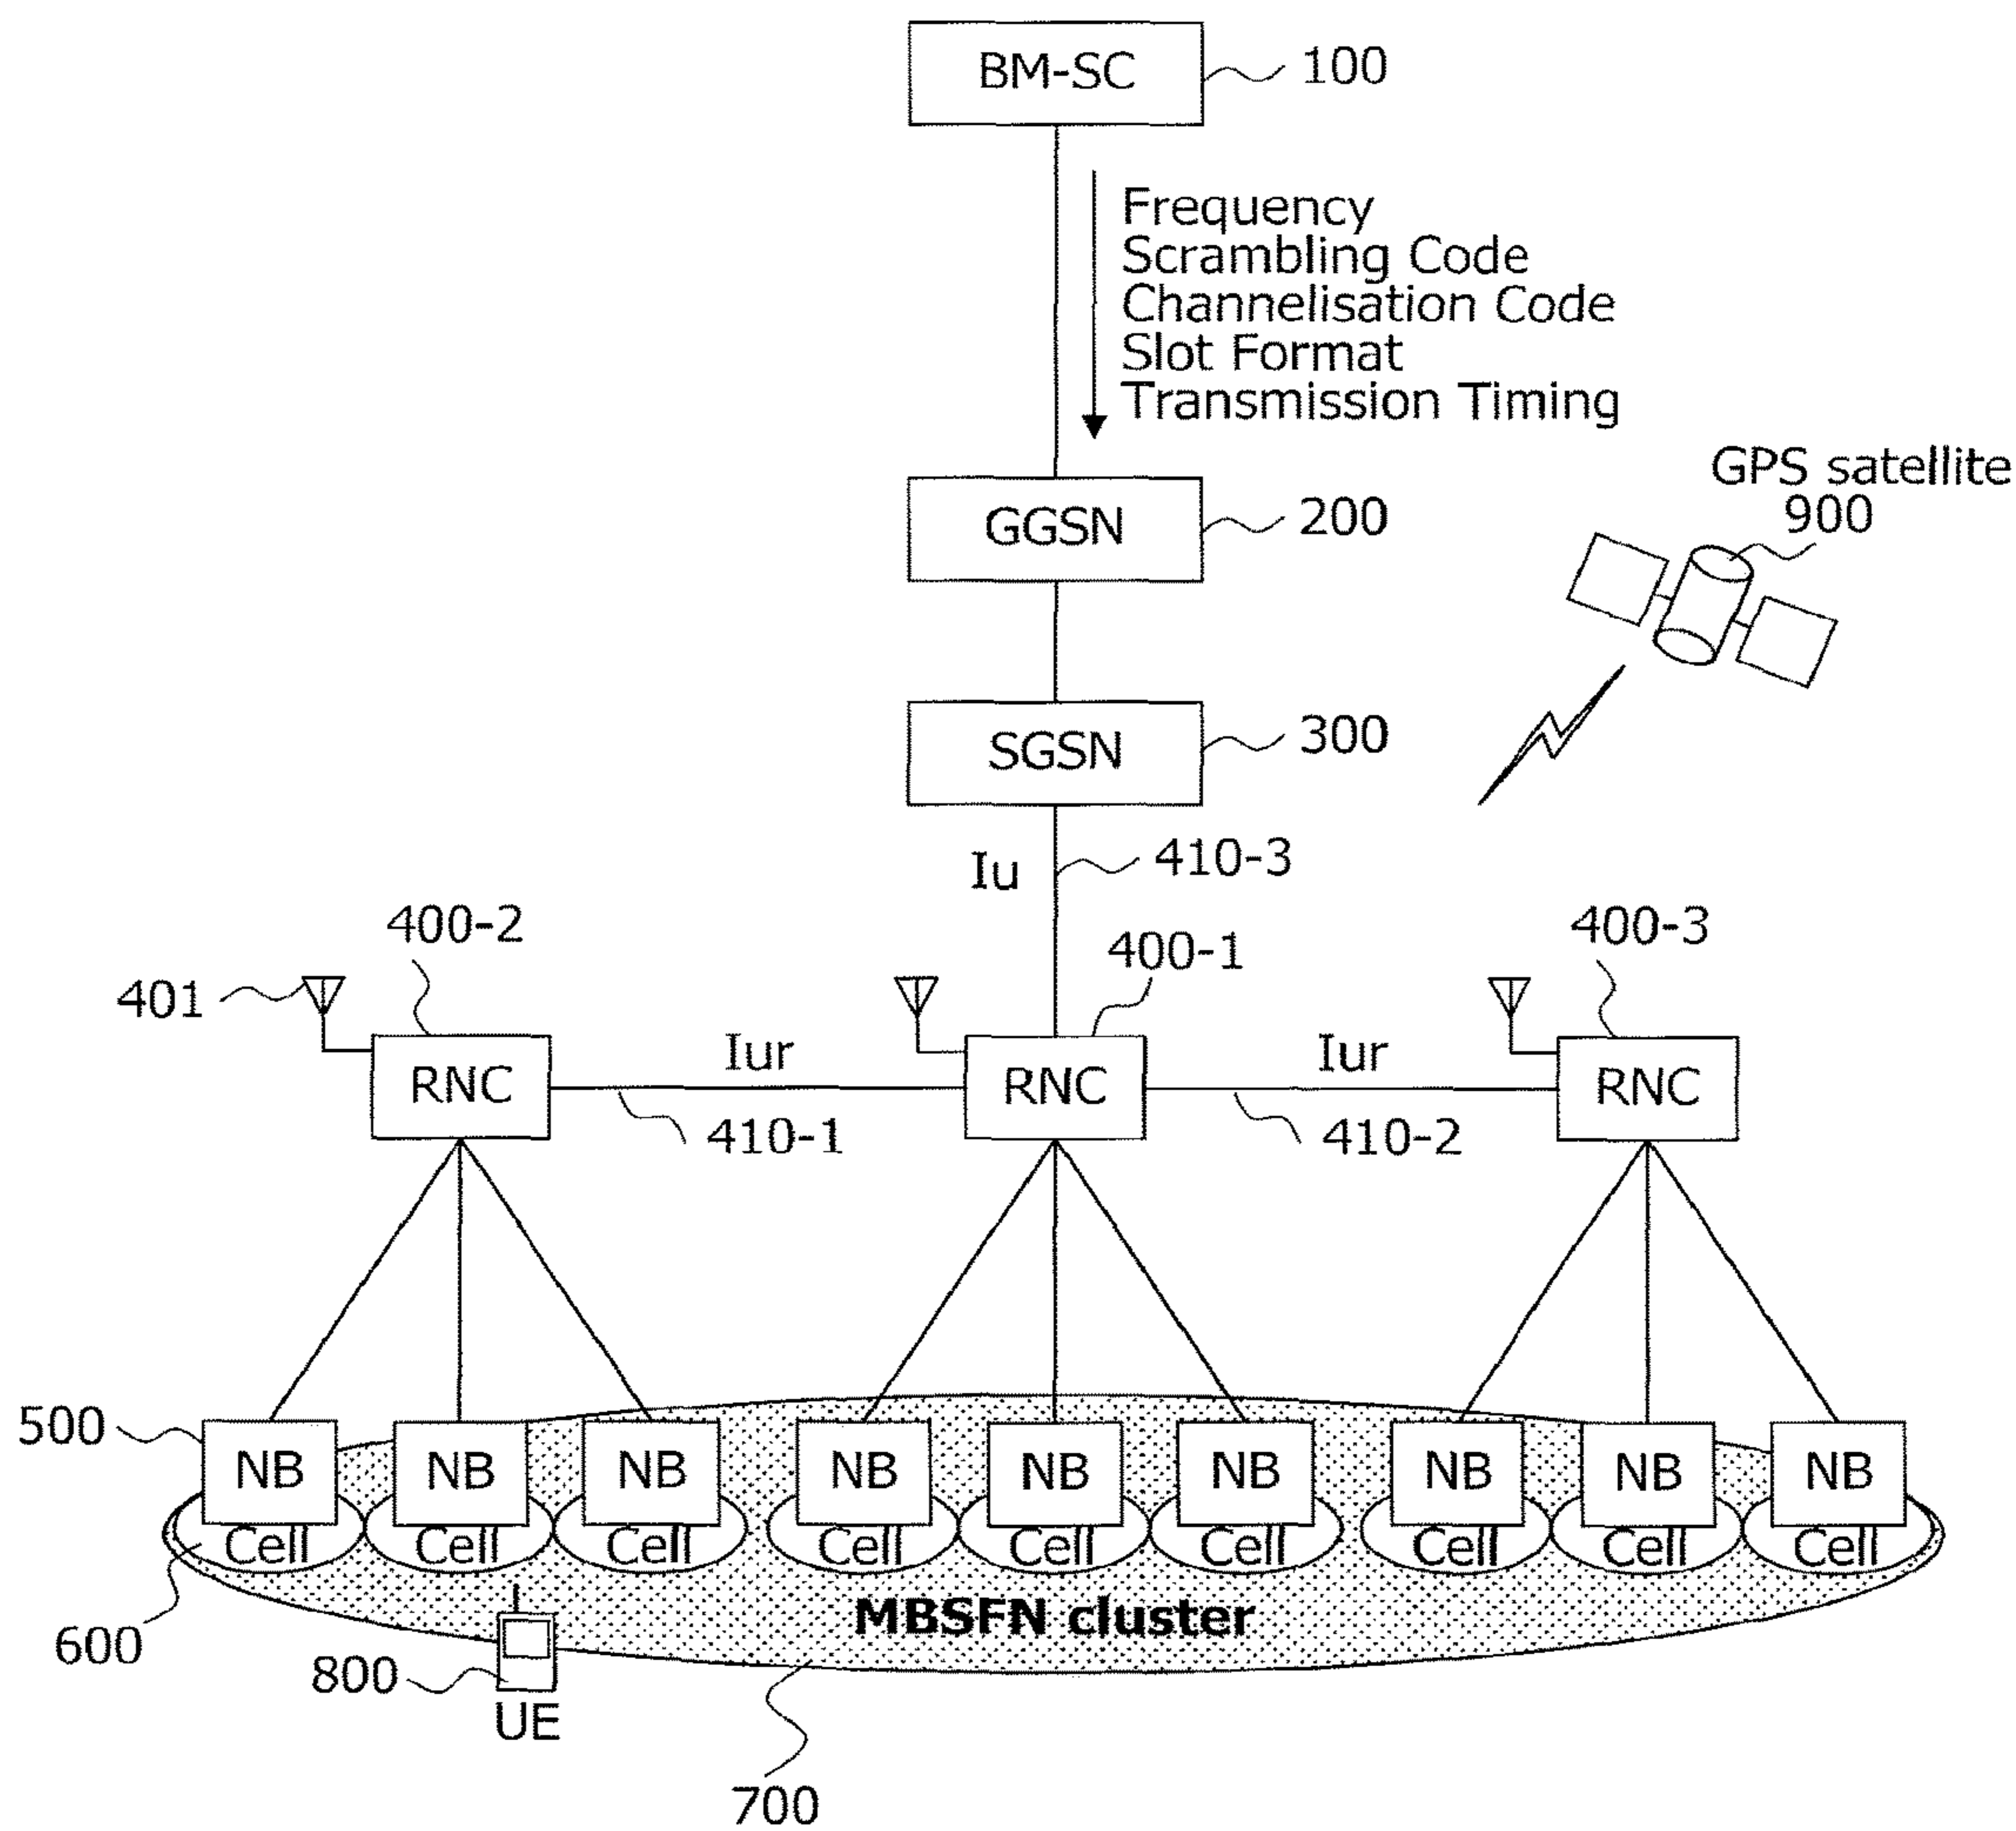 BM-SC
100
Frequency
Scrambling Code
Channelisation Code
Slot Format
Transmission Timing
GPS satellite
900
GGSN
200
SGSN
300
Iu
410-3
400-2
400-1
400-3
401
RNC
Iur
RNC
Iur
RNC
410-1
410-2
500
NB
NB
NB
NB
NB
NB
NB
NB
NB
Cell
Cell
Cell
Cell
Cell
Cell
Cell
Cell
Cell
MBSFN cluster
600
800
UE
700